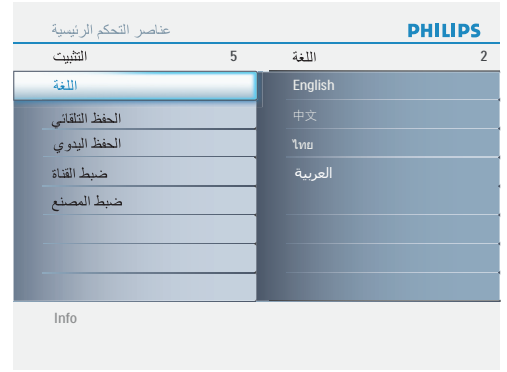 عناصر التحكم الرئيسية
PHILIPS
التثبيت 5
اللغة 2
اللغة
الحفظ التلقائي
الحفظ اليدوي
ضبط القناة
ضبط المصنع
English
中文
ไทย
العربية
Info